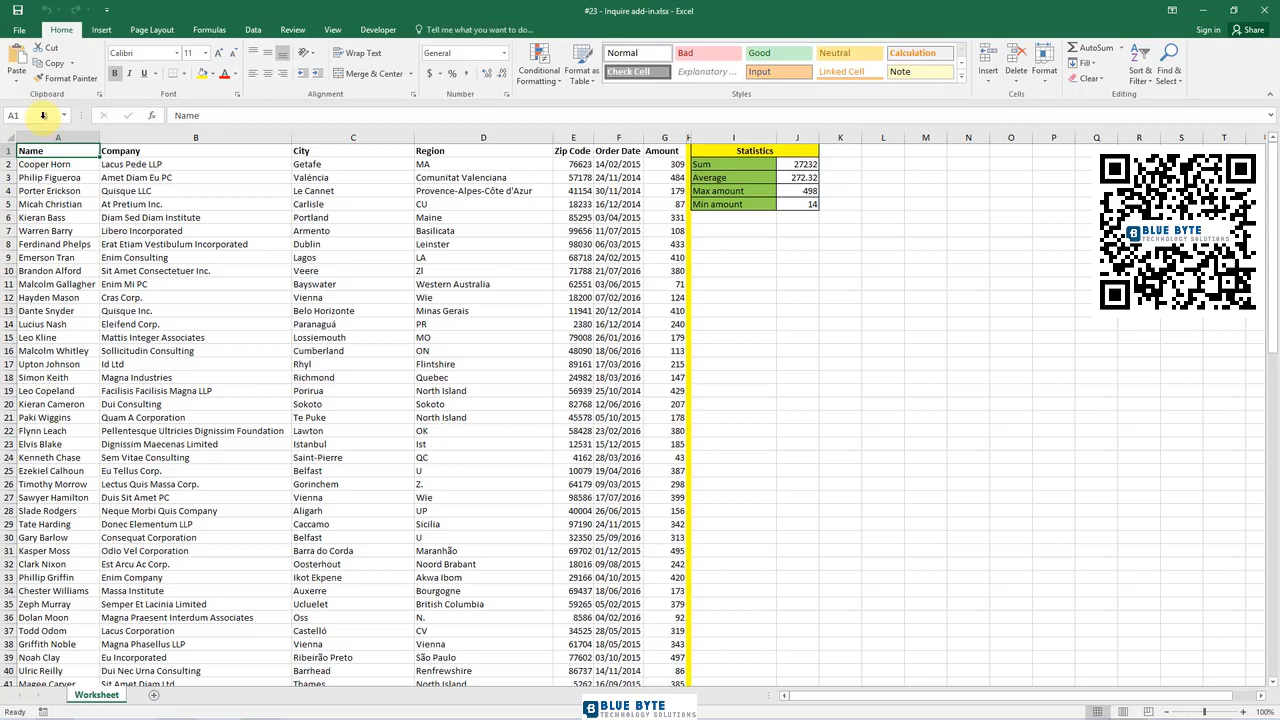 #23 - Inquire add-in.xlsx - Excel
Sign in Share
File Home Insert Page Layout Formulas Data Review View Tell me what you want to do...
Cut
Copy
Format Painter
Paste
Calibri 11
B I U
General
Wrap Text
Merge & Center
Conditional Formatting
Format as Table
Normal Bad Good Neutral Calculation
Check Cell Explanatory ... Input Linked Cell Note
Insert Delete Format
AutoSum
Fill
Clear
Sort & Filter
Find & Select
Clipboard Font Alignment Number Styles Cells Editing
A1 Name
A B C D E F G H I J K L M N O P Q R S T
1 Name Company City Region Zip Code Order Date Amount Statistics
2 Cooper Horn Lacus Pede LLP Getafe MA 76623 14/02/2015 309 Sum 27232
3 Philip Figueroa Amet Diam Eu PC Valéncia Comunitat Valenciana 57178 24/11/2014 484 Average 272.32
4 Porter Erickson Quisque LLC Le Cannet Provence-Alpes-Côte d'Azur 41154 30/11/2014 179 Max amount 498
5 Micah Christian At Pretium Inc. Carlisle CU 18233 16/12/2014 87 Min amount 14
6 Kieran Bass Diam Sed Diam Institute Portland Maine 85295 03/04/2015 331
7 Warren Barry Libero Incorporated Armento Basilicata 99656 11/07/2015 108
8 Ferdinand Phelps Erat Etiam Vestibulum Incorporated Dublin Leinster 98030 06/03/2015 433
9 Emerson Tran Enim Consulting Lagos LA 68718 24/02/2015 410
10 Brandon Alford Sit Amet Consectetuer Inc. Veere Zl 71788 21/07/2016 380
11 Malcolm Gallagher Enim Mi PC Bayswater Western Australia 62551 03/06/2015 71
12 Hayden Mason Cras Corp. Vienna Wie 18200 07/02/2016 124
13 Dante Snyder Quisque Inc. Belo Horizonte Minas Gerais 11941 20/12/2014 410
14 Lucius Nash Eleifend Corp. Paranaguá PR 2380 16/12/2014 240
15 Leo Kline Mattis Integer Associates Lossiemouth MO 79008 26/01/2016 179
16 Malcolm Whitley Sollicitudin Consulting Cumberland ON 48090 18/06/2016 113
17 Upton Johnson Id Ltd Rhyl Flintshire 89161 17/03/2016 215
18 Simon Keith Magna Industries Richmond Quebec 24982 18/03/2016 147
19 Leo Copeland Facilisis Facilisis Magna LLP Porirua North Island 56939 25/10/2014 429
20 Kieran Cameron Dui Consulting Sokoto Sokoto 82768 12/06/2016 207
21 Paki Wiggins Quam A Corporation Te Puke North Island 45578 05/10/2015 178
22 Flynn Leach Pellentesque Ultricies Dignissim Foundation Lawton OK 58428 23/02/2016 380
23 Elvis Blake Dignissim Maecenas Limited Istanbul Ist 12531 15/12/2015 185
24 Kenneth Chase Sem Vitae Consulting Saint-Pierre QC 4162 28/03/2016 43
25 Ezekiel Calhoun Eu Tellus Corp. Belfast U 10079 19/04/2016 387
26 Timothy Morrow Lectus Quis Massa Corp. Gorinchem Z. 64179 29/03/2015 298
27 Sawyer Hamilton Duis Sit Amet PC Vienna Wie 98586 17/07/2016 399
28 Slade Rodgers Neque Morbi Quis Company Aligarh UP 40004 26/06/2015 156
29 Tate Harding Donec Elementum LLP Caccamo Sicilia 97190 24/11/2015 342
30 Gary Barlow Consequat Corporation Belfast U 32350 25/09/2015 313
31 Kasper Moss Odio Vel Corporation Barra do Corda Maranhão 69702 01/12/2016 495
32 Clark Nixon Est Arcu Ac Corp. Oosterhout Noord Brabant 18016 09/08/2015 242
33 Phillip Griffin Enim Company Ikot Ekpene Akwa Ibom 29166 04/10/2015 420
34 Chester Williams Massa Institute Auxerre Bourgogne 69437 18/06/2016 173
35 Zeph Murray Semper Et Lacinia Limited Ucluelet British Columbia 59265 05/02/2015 379
36 Dolan Moon Magna Praesent Interdum Associates Oss N. 8586 04/02/2016 92
37 Todd Odom Lacus Corporation Castelló CV 34525 28/05/2015 319
38 Griffith Noble Magna Phasellus LLP Vienna Vienna 61704 18/05/2015 343
39 Noah Clay Eu Incorporated Ribeirão Preto São Paulo 77602 03/10/2015 497
40 Ulric Reilly Dui Nec Urna Consulting Barrhead Renfrewshire 86737 14/11/2014 86
41 Magee Carver Sit Amet Diam Ltd Thames North Island 5262 16/09/2015 385
BLUE BYTE
TECHNOLOGY SOLUTIONS
Worksheet
Ready
BLUE BYTE
TECHNOLOGY SOLUTIONS
100%